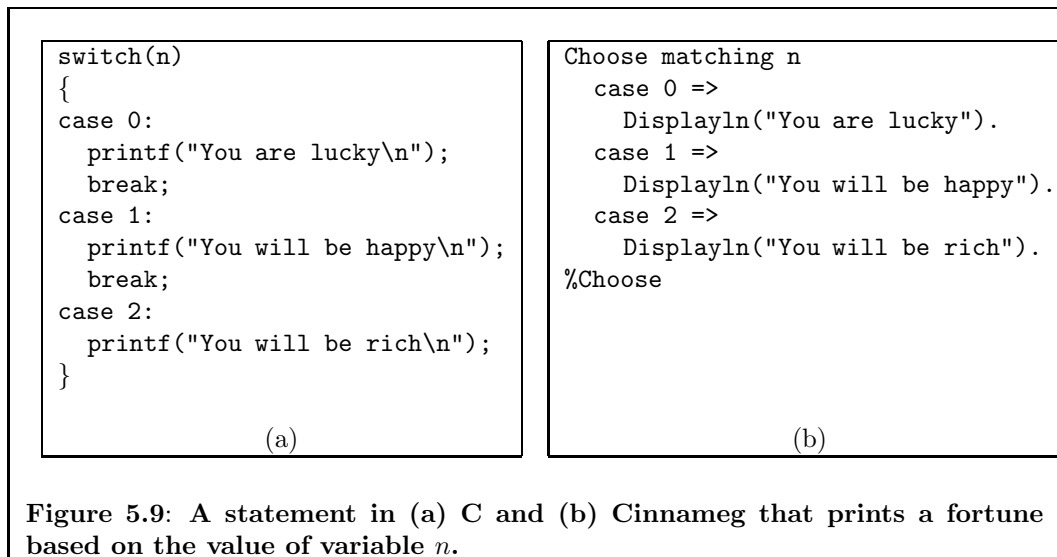 switch(n)
{
case 0:
  printf("You are lucky\n");
  break;
case 1:
  printf("You will be happy\n");
  break;
case 2:
  printf("You will be rich\n");
}
(a)
Choose matching n
  case 0 =>
    Displayln("You are lucky").
  case 1 =>
    Displayln("You will be happy").
  case 2 =>
    Displayln("You will be rich").
%Choose
(b)
Figure 5.9: A statement in (a) C and (b) Cinnameg that prints a fortune
based on the value of variable n.